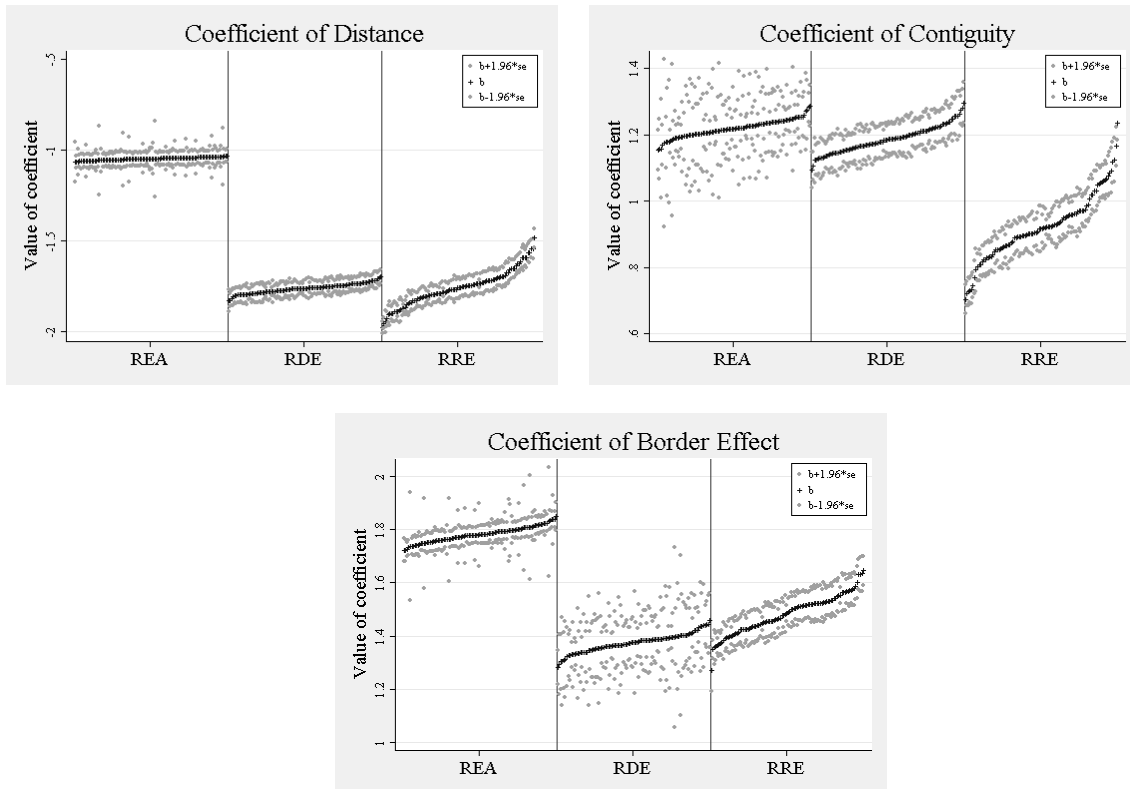 Coefficient of Distance
b+1.96*se
b
b-1.96*se
Value of coefficient
-.5
-1
-1.5
-2
REA RDE RRE
Coefficient of Contiguity
b+1.96*se
b
b-1.96*se
Value of coefficient
1.4
1.2
1
.8
.6
REA RDE RRE
Coefficient of Border Effect
b+1.96*se
b
b-1.96*se
Value of coefficient
2
1.8
1.6
1.4
1.2
1
REA RDE RRE